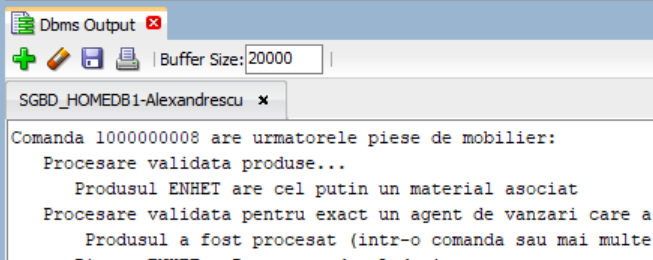 Dbms Output
Buffer Size: 20000
SGBD_HOMEDB1-Alexandrescu
Comanda 1000000008 are urmatorele piese de mobilier:
Procesare validata produse...
Produsul ENHET are cel putin un material asociat
Procesare validata pentru exact un agent de vanzari care a
Produsul a fost procesat (intr-o comanda sau mai multe